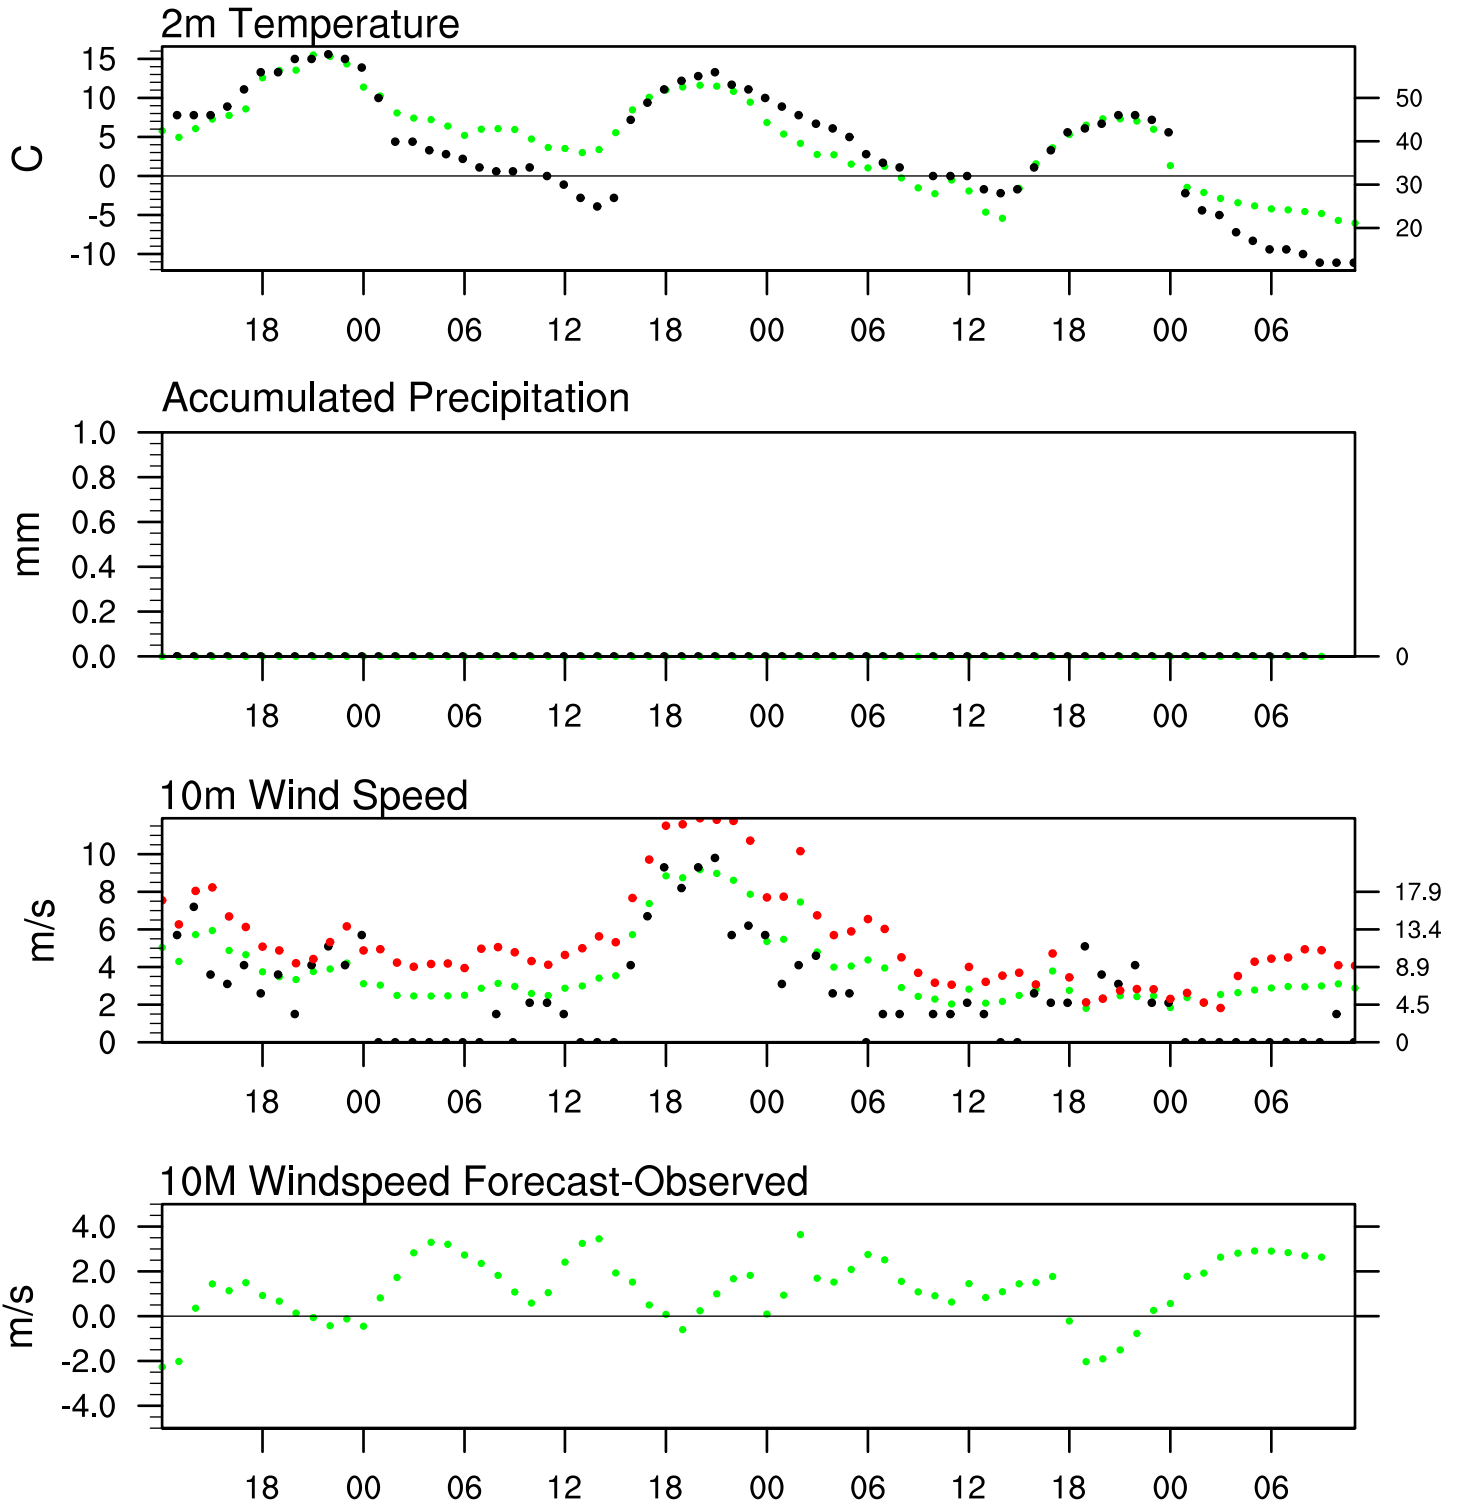 2m Temperature
15
10
5
0
-5
-10
C
50
40
30
20
18 00 06 12 18 00 06 12 18 00 06
Accumulated Precipitation
1.0
0.8
0.6
0.4
0.2
0.0
mm
0
18 00 06 12 18 00 06 12 18 00 06
10m Wind Speed
10
8
6
4
2
0
m/s
17.9
13.4
8.9
4.5
0
18 00 06 12 18 00 06 12 18 00 06
10M Windspeed Forecast-Observed
4.0
2.0
0.0
-2.0
-4.0
m/s
18 00 06 12 18 00 06 12 18 00 06